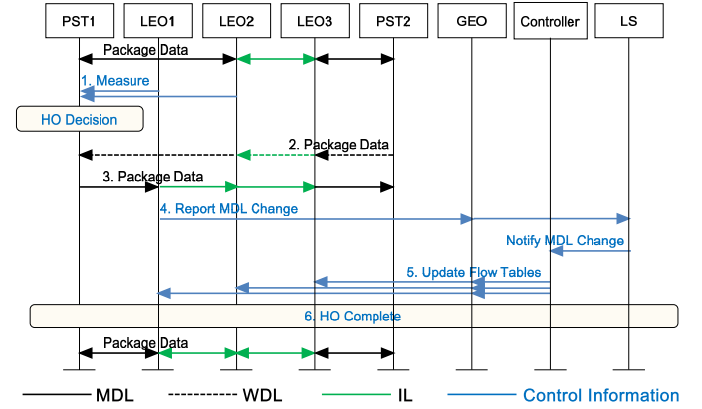 PST1 LEO1 LEO2 LEO3 PST2 GEO Controller LS
Package Data
1. Measure
HO Decision
2. Package Data
3. Package Data
4. Report MDL Change
Notify MDL Change
5. Update Flow Tables
6. HO Complete
Package Data
MDL WDL IL Control Information